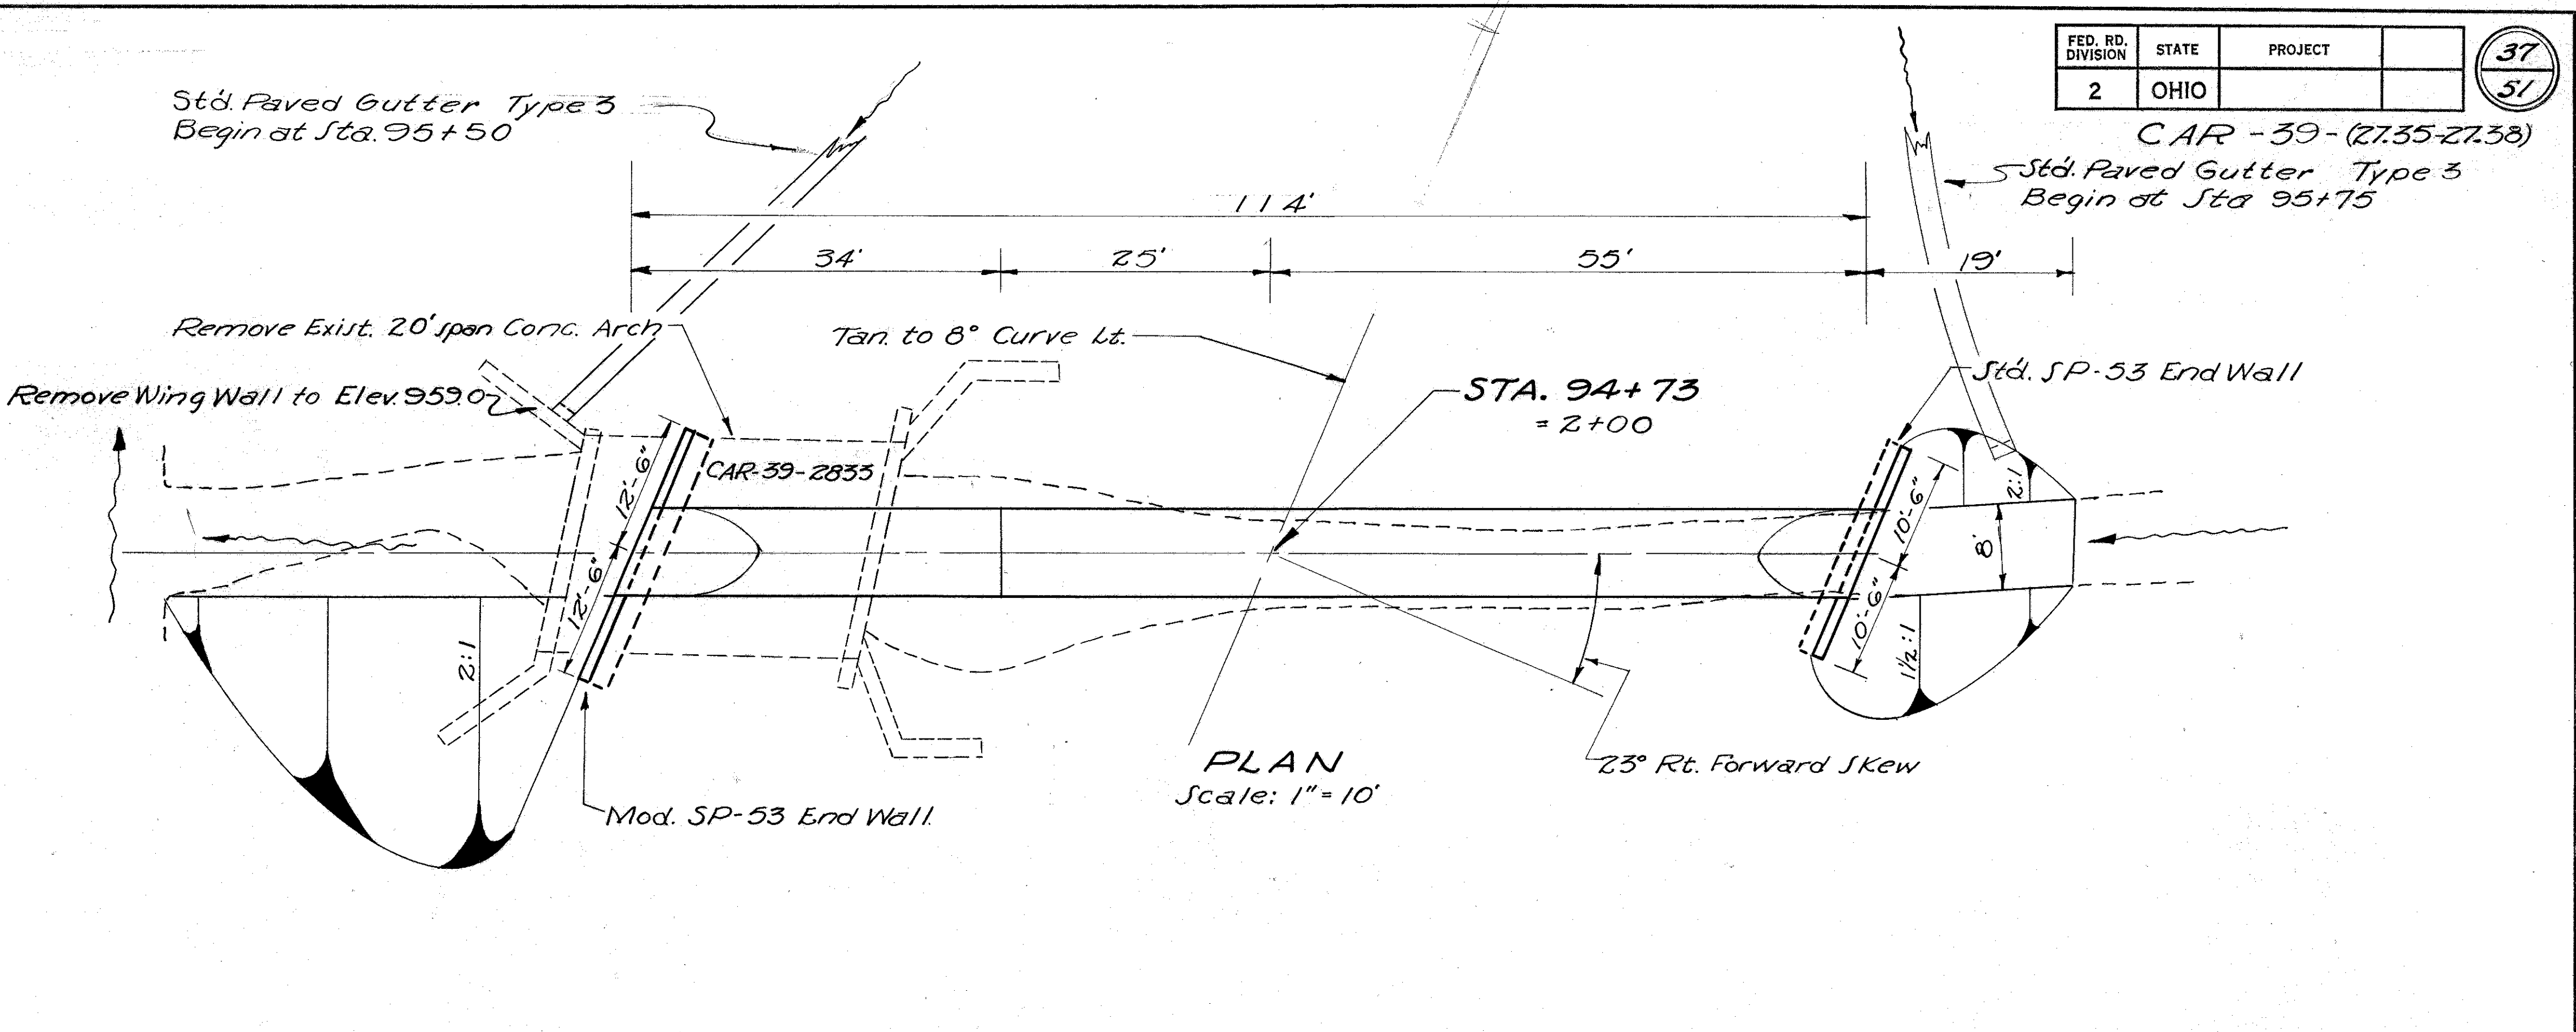 FED. RD. DIVISION STATE PROJECT
2 OHIO
37
51
CAR-39-(27.35-27.38)
Std. Paved Gutter Type 3
Begin at Sta. 95+50
Std. Paved Gutter Type 3
Begin at Sta 95+75
114'
34' 25' 55' 19'
Remove Exist. 20' span Conc. Arch
Tan. to 8° Curve Lt.
Remove Wing Wall to Elev. 959.0
STA. 94+73
= 2+00
Std. SP-53 End Wall
CAR-39-2833
12'-6"
12'-6"
10'-6"
10'-6"
2:1
8'
2:1
1½:1
PLAN
Scale: 1"=10'
23° Rt. Forward Skew
Mod. SP-53 End Wall.